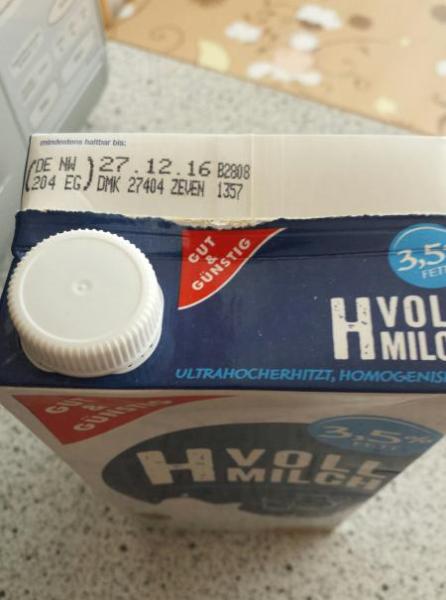 mindestens haltbar bis:
(DE NW) 27.12.16 B2808
(204 EG) DMK 27404 ZEVEN 1357
GUT
&
GÜNSTIG
3,5
FETT
H VOLL
MILC
ULTRAHOCHERHITZT, HOMOGENIS
GUT
&
GÜNSTIG
3,5%
FETT
H VOLL
MILCH